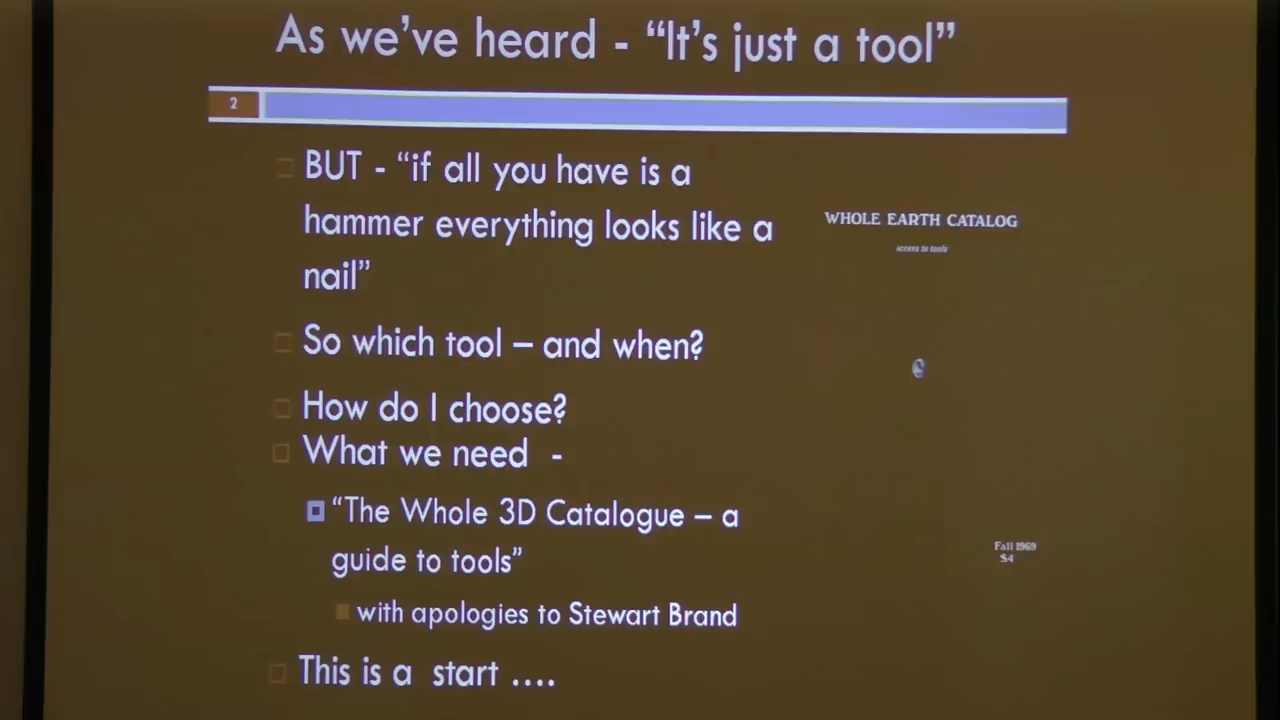 As we've heard - “It's just a tool”
2
BUT - “if all you have is a
hammer everything looks like a
nail”
So which tool – and when?
How do I choose?
What we need -
“The Whole 3D Catalogue – a
guide to tools”
with apologies to Stewart Brand
This is a start ....
WHOLE EARTH CATALOG
access to tools
Fall 1969
$4